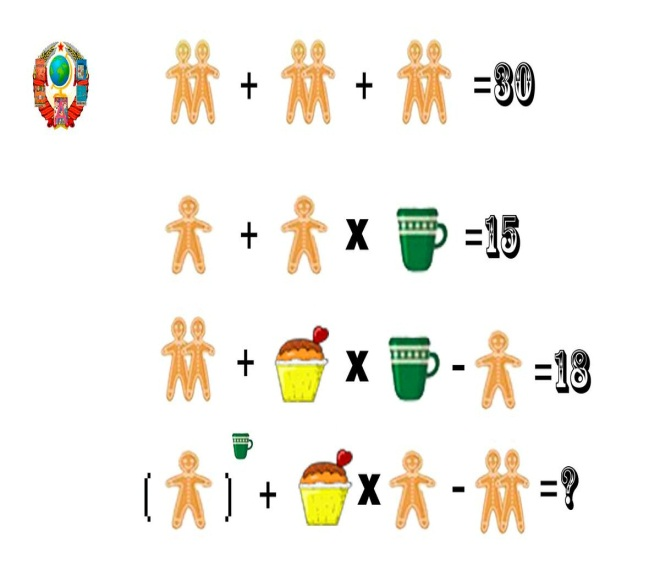 + + =30
+ x =15
+ x - =18
( ) + x - =?